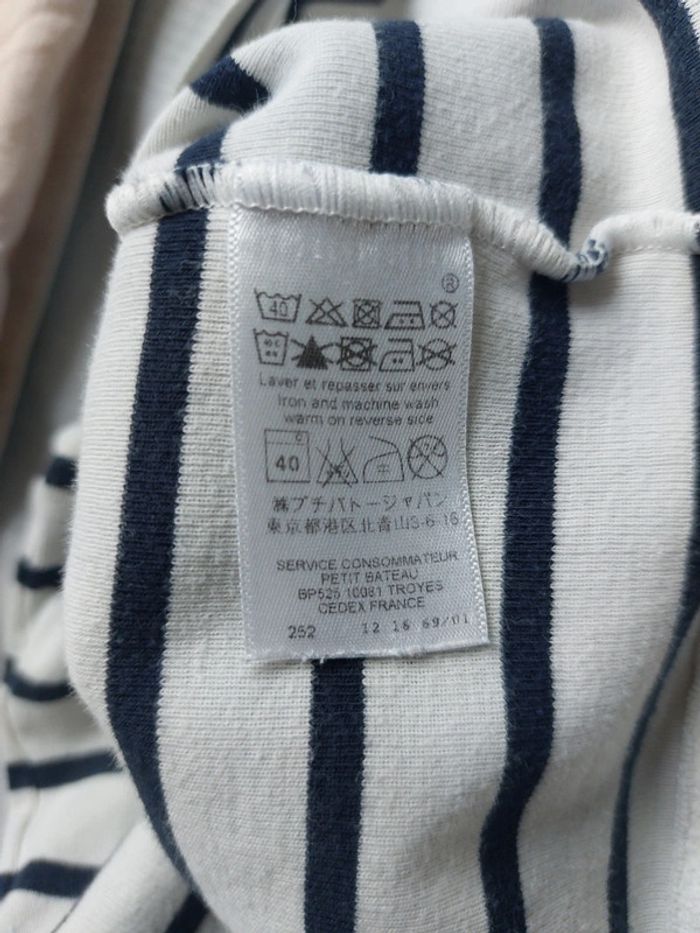 ®
40
40 C
Laver et repasser sur envers
Iron and machine wash
warm on reverse side
C
40
㈱プチバトージャパン
東京都港区北青山3-6-16
SERVICE CONSOMMATEUR
PETIT BATEAU
BP525 10081 TROYES
CEDEX FRANCE
252 12 16 69/01